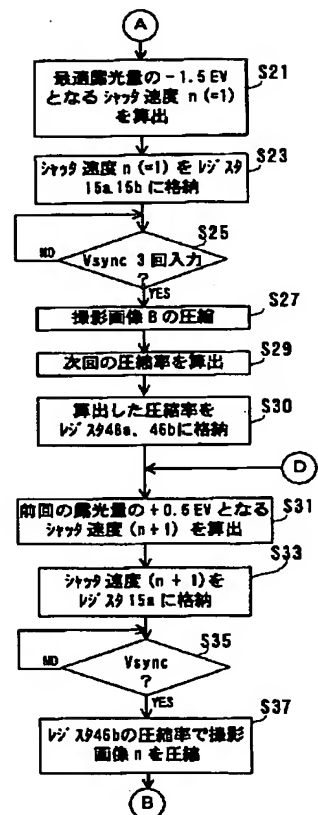 A
最適露光量の-1.5EV
となるシャッタ速度 n (=1)
を算出
S21
シャッタ速度 n (=1) をレジスタ
15a,15bに格納
S23
S25
NO
Vsync 3回入力
?
YES
S27
撮影画像Bの圧縮
S29
次回の圧縮率を算出
S30
算出した圧縮率を
レジスタ46a、46bに格納
D
S31
前回の露光量の+0.5EVとなる
シャッタ速度 (n+1) を算出
S33
シャッタ速度 (n + 1)を
レジスタ15aに格納
S35
NO
Vsync
?
YES
S37
レジスタ46bの圧縮率で撮影
画像nを圧縮
B